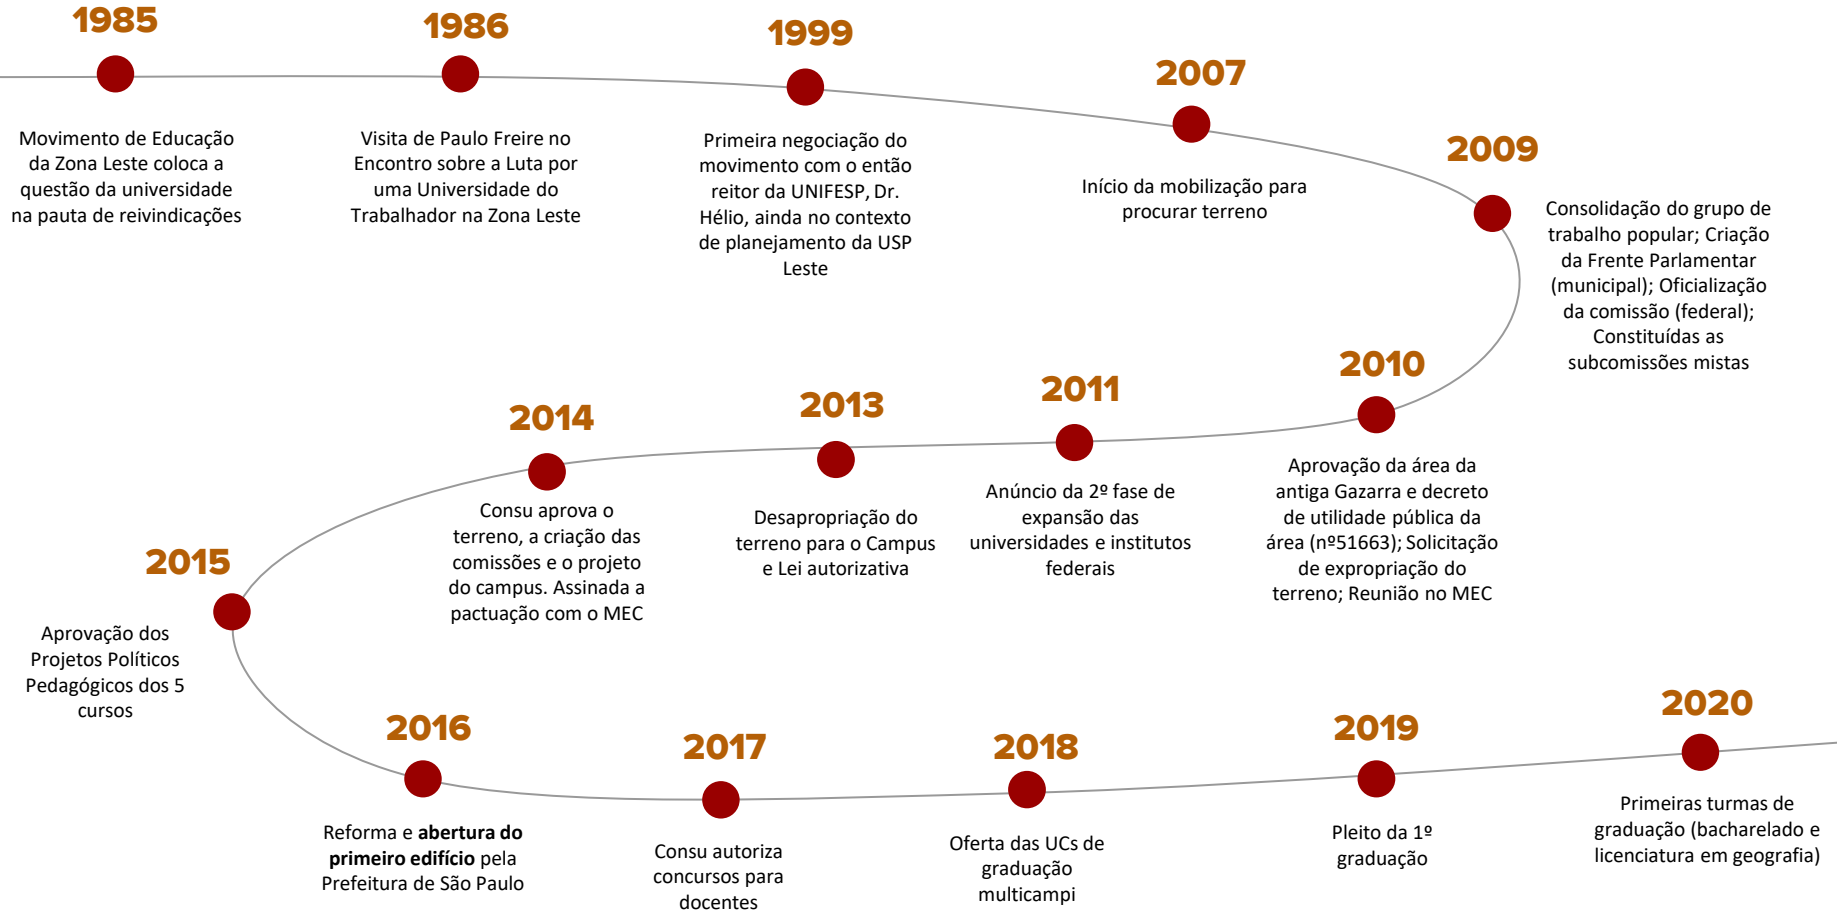 1985
Movimento de Educação
da Zona Leste coloca a
questão da universidade
na pauta de reivindicações
1986
Visita de Paulo Freire no
Encontro sobre a Luta por
uma Universidade do
Trabalhador na Zona Leste
1999
Primeira negociação do
movimento com o então
reitor da UNIFESP, Dr.
Hélio, ainda no contexto
de planejamento da USP
Leste
2007
Início da mobilização para
procurar terreno
2009
Consolidação do grupo de
trabalho popular; Criação
da Frente Parlamentar
(municipal); Oficialização
da comissão (federal);
Constituídas as
subcomissões mistas
2010
Aprovação da área da
antiga Gazarra e decreto
de utilidade pública da
área (nº51663); Solicitação
de expropriação do
terreno; Reunião no MEC
2011
Anúncio da 2º fase de
expansão das
universidades e institutos
federais
2013
Desapropriação do
terreno para o Campus
e Lei autorizativa
2014
Consu aprova o
terreno, a criação das
comissões e o projeto
do campus. Assinada a
pactuação com o MEC
2015
Aprovação dos
Projetos Políticos
Pedagógicos dos 5
cursos
2016
Reforma e abertura do
primeiro edifício pela
Prefeitura de São Paulo
2017
Consu autoriza
concursos para
docentes
2018
Oferta das UCs de
graduação
multicampi
2019
Pleito da 1º
graduação
2020
Primeiras turmas de
graduação (bacharelado e
licenciatura em geografia)